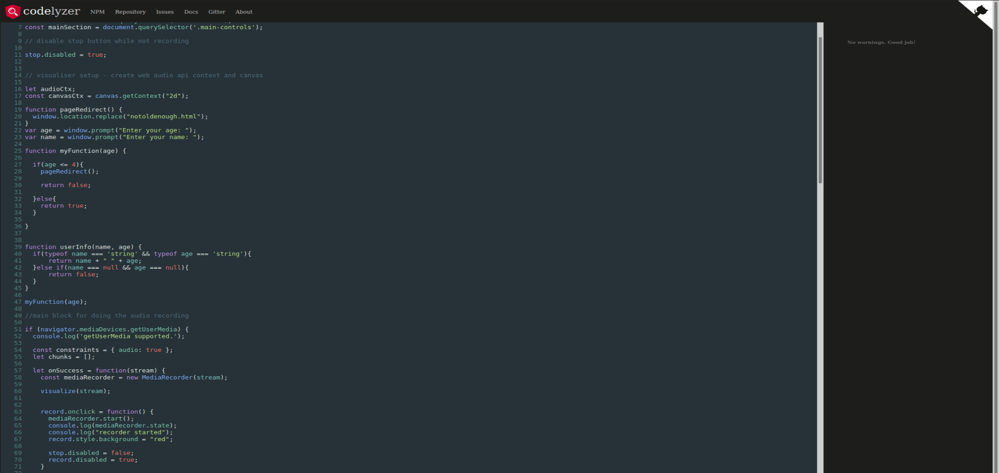 codelyzer NPM Repository Issues Docs Gitter About
7 const mainSection = document.querySelector('.main-controls');
8
9 // disable stop button while not recording
10
11 stop.disabled = true;
12
13
14 // visualiser setup - create web audio api context and canvas
15
16 let audioCtx;
17 const canvasCtx = canvas.getContext("2d");
18
19 function pageRedirect() {
20   window.location.replace("notoldenough.html");
21 }
22 var age = window.prompt("Enter your age: ");
23 var name = window.prompt("Enter your name: ");
24
25 function myFunction(age) {
26
27   if(age <= 4){
28     pageRedirect();
29
30     return false;
31
32   }else{
33     return true;
34   }
35
36 }
37
38
39 function userInfo(name, age) {
40   if(typeof name === 'string' && typeof age === 'string'){
41       return name + " " + age;
42   }else if(name === null && age === null){
43       return false;
44   }
45 }
46
47 myFunction(age);
48
49 //main block for doing the audio recording
50
51 if (navigator.mediaDevices.getUserMedia) {
52   console.log('getUserMedia supported.');
53
54   const constraints = { audio: true };
55   let chunks = [];
56
57   let onSuccess = function(stream) {
58     const mediaRecorder = new MediaRecorder(stream);
59
60     visualize(stream);
61
62
63     record.onclick = function() {
64       mediaRecorder.start();
65       console.log(mediaRecorder.state);
66       console.log("recorder started");
67       record.style.background = "red";
68
69       stop.disabled = false;
70       record.disabled = true;
71     }
No warnings. Good job!